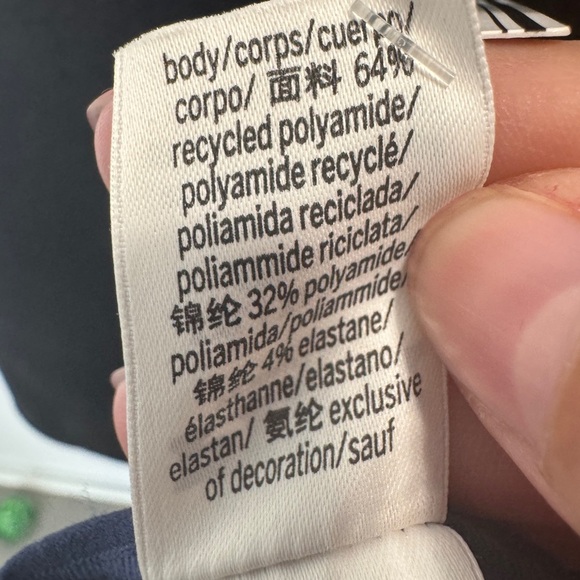 body/corps/cuerpo/
corpo/ 面料 64%
recycled polyamide/
polyamide recyclé/
poliamida reciclada/
poliammide riciclata/
锦纶 32% polyamide/
poliamida/poliammide/
锦纶 4% elastane/
élasthanne/elastano/
elastan/ 氨纶 exclusive
of decoration/sauf